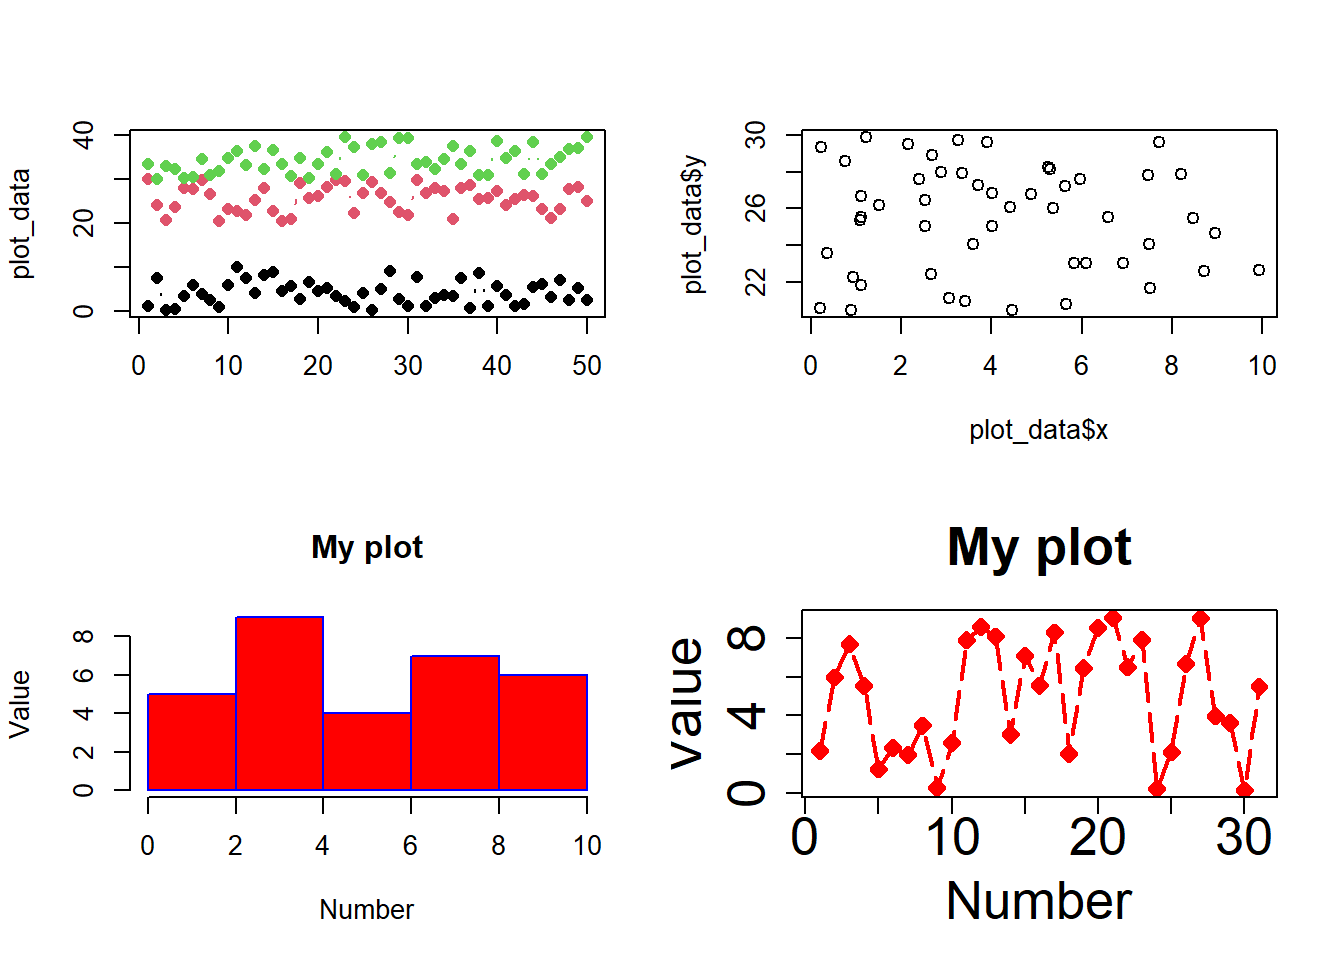 plot_data
0 20 40
0 10 20 30 40 50
plot_data$y
22 26 30
0 2 4 6 8 10
plot_data$x
My plot
Value
0 2 4 6 8
0 2 4 6 8 10
Number
My plot
value
0 4 8
0 10 20 30
Number